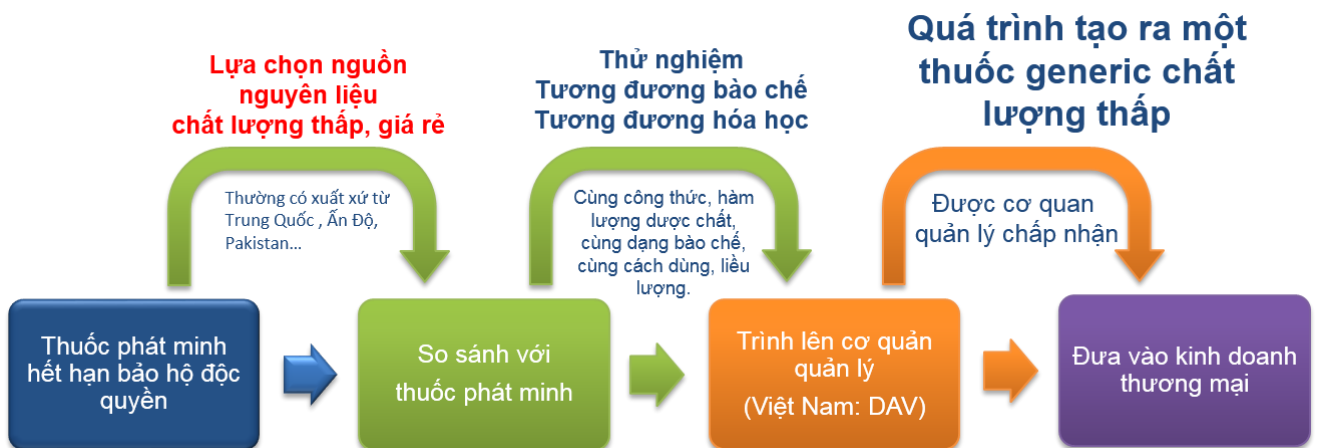 Quá trình tạo ra một
thuốc generic chất
lượng thấp
Lựa chọn nguồn
nguyên liệu
chất lượng thấp, giá rẻ
Thường có xuất xứ từ
Trung Quốc , Ấn Độ,
Pakistan...
Thử nghiệm
Tương đương bào chế
Tương đương hóa học
Cùng công thức, hàm
lượng dược chất,
cùng dạng bào chế,
cùng cách dùng, liều
lượng.
Được cơ quan
quản lý chấp nhận
Thuốc phát minh
hết hạn bảo hộ độc
quyền
So sánh với
thuốc phát minh
Trình lên cơ quản
quản lý
(Việt Nam: DAV)
Đưa vào kinh doanh
thương mại